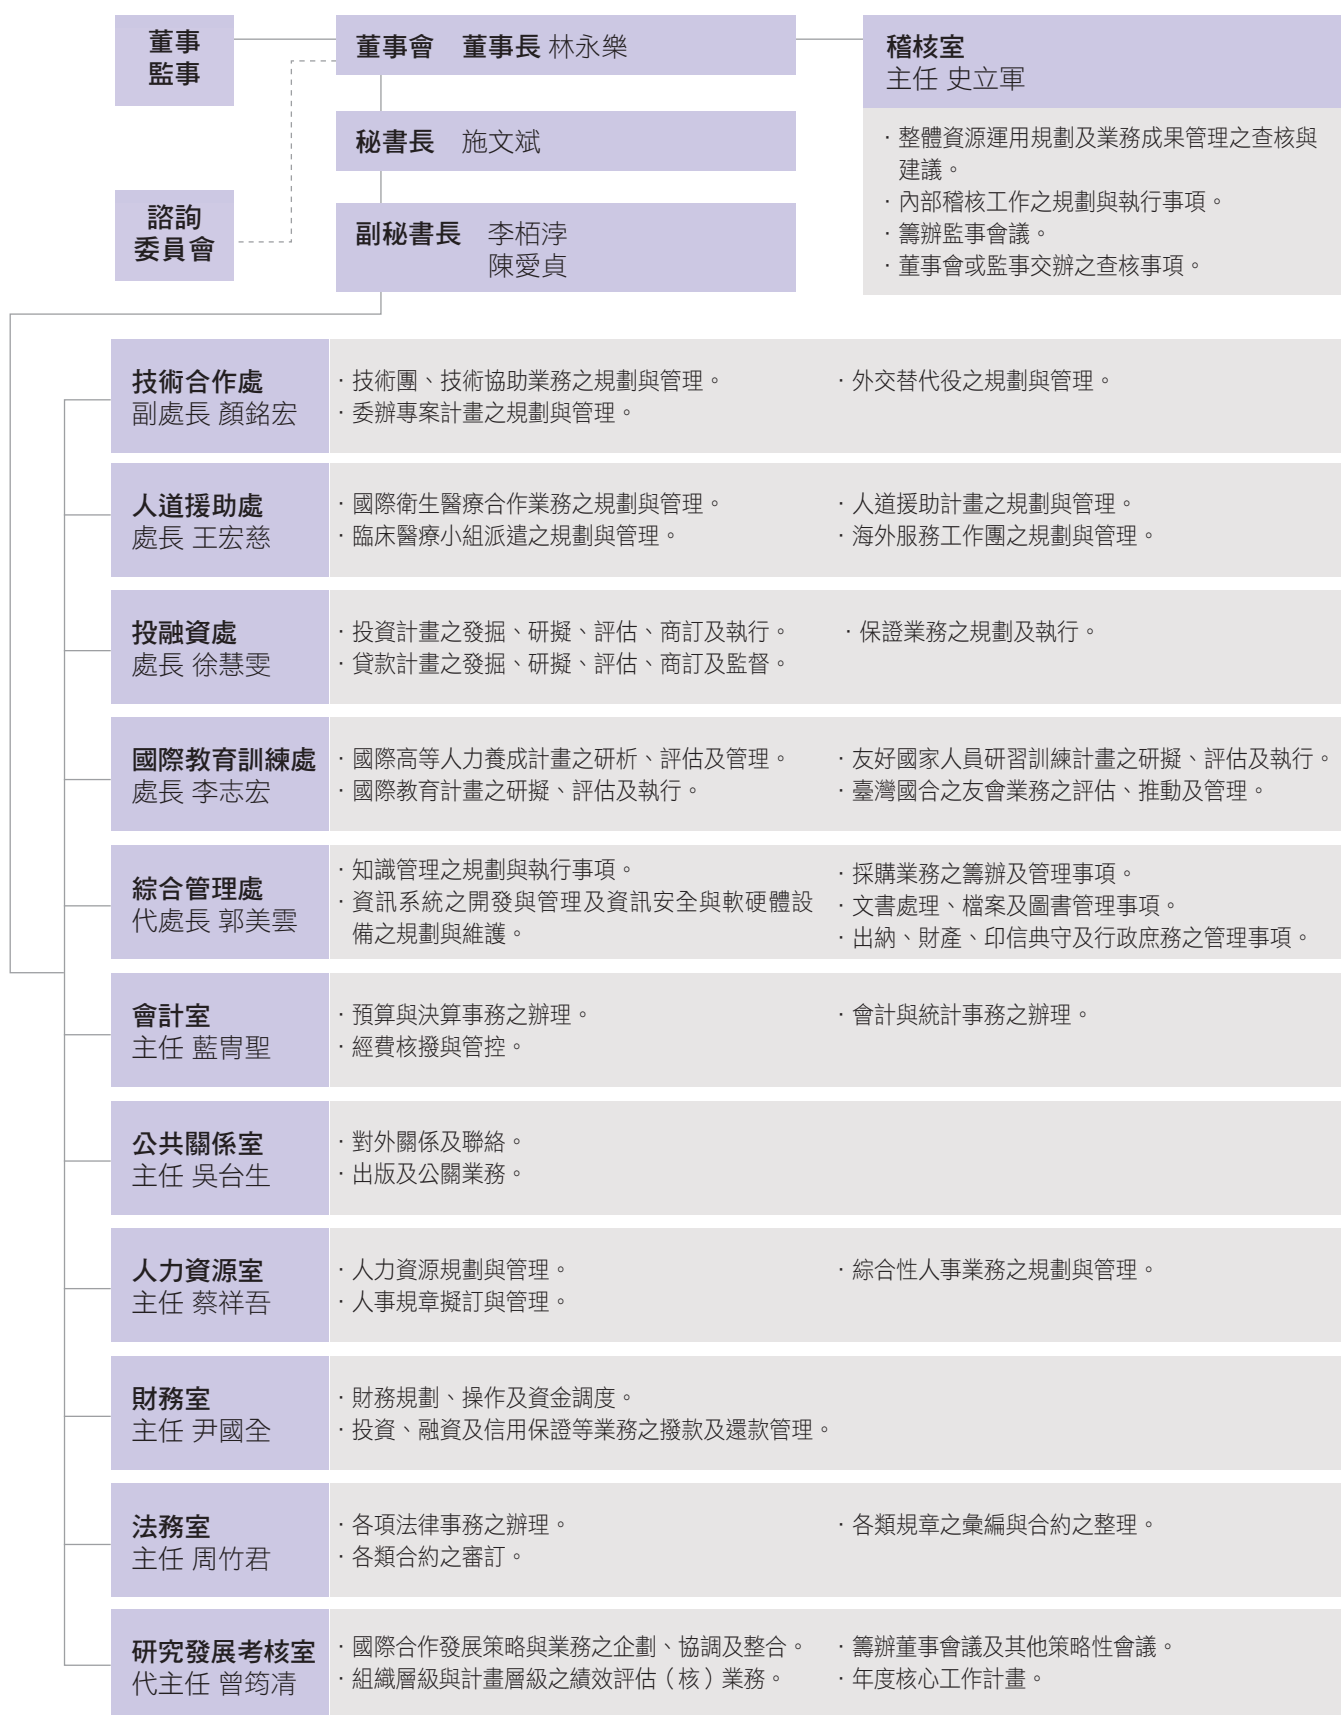 董事
監事
董事會　董事長 林永樂
稽核室
主任 史立軍
·整體資源運用規劃及業務成果管理之查核與
建議。
·內部稽核工作之規劃與執行事項。
·籌辦監事會議。
·董事會或監事交辦之查核事項。
秘書長　施文斌
諮詢
委員會
副秘書長　李栢浡
陳愛貞
技術合作處
副處長 顏銘宏
·技術團、技術協助業務之規劃與管理。
·委辦專案計畫之規劃與管理。
·外交替代役之規劃與管理。
人道援助處
處長 王宏慈
·國際衛生醫療合作業務之規劃與管理。
·臨床醫療小組派遣之規劃與管理。
·人道援助計畫之規劃與管理。
·海外服務工作團之規劃與管理。
投融資處
處長 徐慧雯
·投資計畫之發掘、研擬、評估、商訂及執行。
·貸款計畫之發掘、研擬、評估、商訂及監督。
·保證業務之規劃及執行。
國際教育訓練處
處長 李志宏
·國際高等人力養成計畫之研析、評估及管理。
·國際教育計畫之研擬、評估及執行。
·友好國家人員研習訓練計畫之研擬、評估及執行。
·臺灣國合之友會業務之評估、推動及管理。
綜合管理處
代處長 郭美雲
·知識管理之規劃與執行事項。
·資訊系統之開發與管理及資訊安全與軟硬體設
備之規劃與維護。
·採購業務之籌辦及管理事項。
·文書處理、檔案及圖書管理事項。
·出納、財產、印信典守及行政庶務之管理事項。
會計室
主任 藍冑聖
·預算與決算事務之辦理。
·經費核撥與管控。
·會計與統計事務之辦理。
公共關係室
主任 吳台生
·對外關係及聯絡。
·出版及公關業務。
人力資源室
主任 蔡祥吾
·人力資源規劃與管理。
·人事規章擬訂與管理。
·綜合性人事業務之規劃與管理。
財務室
主任 尹國全
·財務規劃、操作及資金調度。
·投資、融資及信用保證等業務之撥款及還款管理。
法務室
主任 周竹君
·各項法律事務之辦理。
·各類合約之審訂。
·各類規章之彙編與合約之整理。
研究發展考核室
代主任 曾筠凊
·國際合作發展策略與業務之企劃、協調及整合。
·組織層級與計畫層級之績效評估（核）業務。
·籌辦董事會議及其他策略性會議。
·年度核心工作計畫。